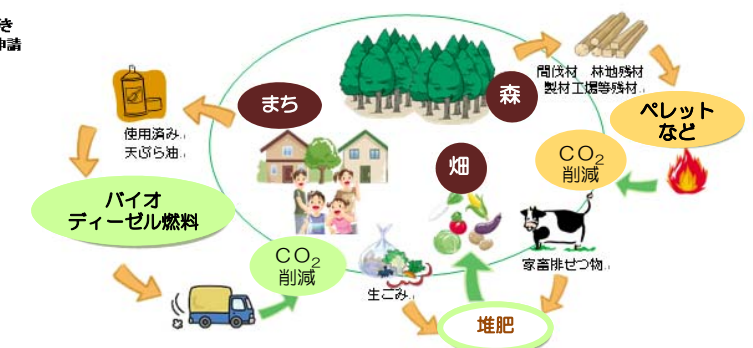 き
申請
間伐材　林地残材
製材工場等残材
まち
森
ペレット
など
使用済み
天ぷら油
畑
CO₂
削減
バイオ
ディーゼル燃料
家畜排せつ物
CO₂
削減
生ごみ
堆肥